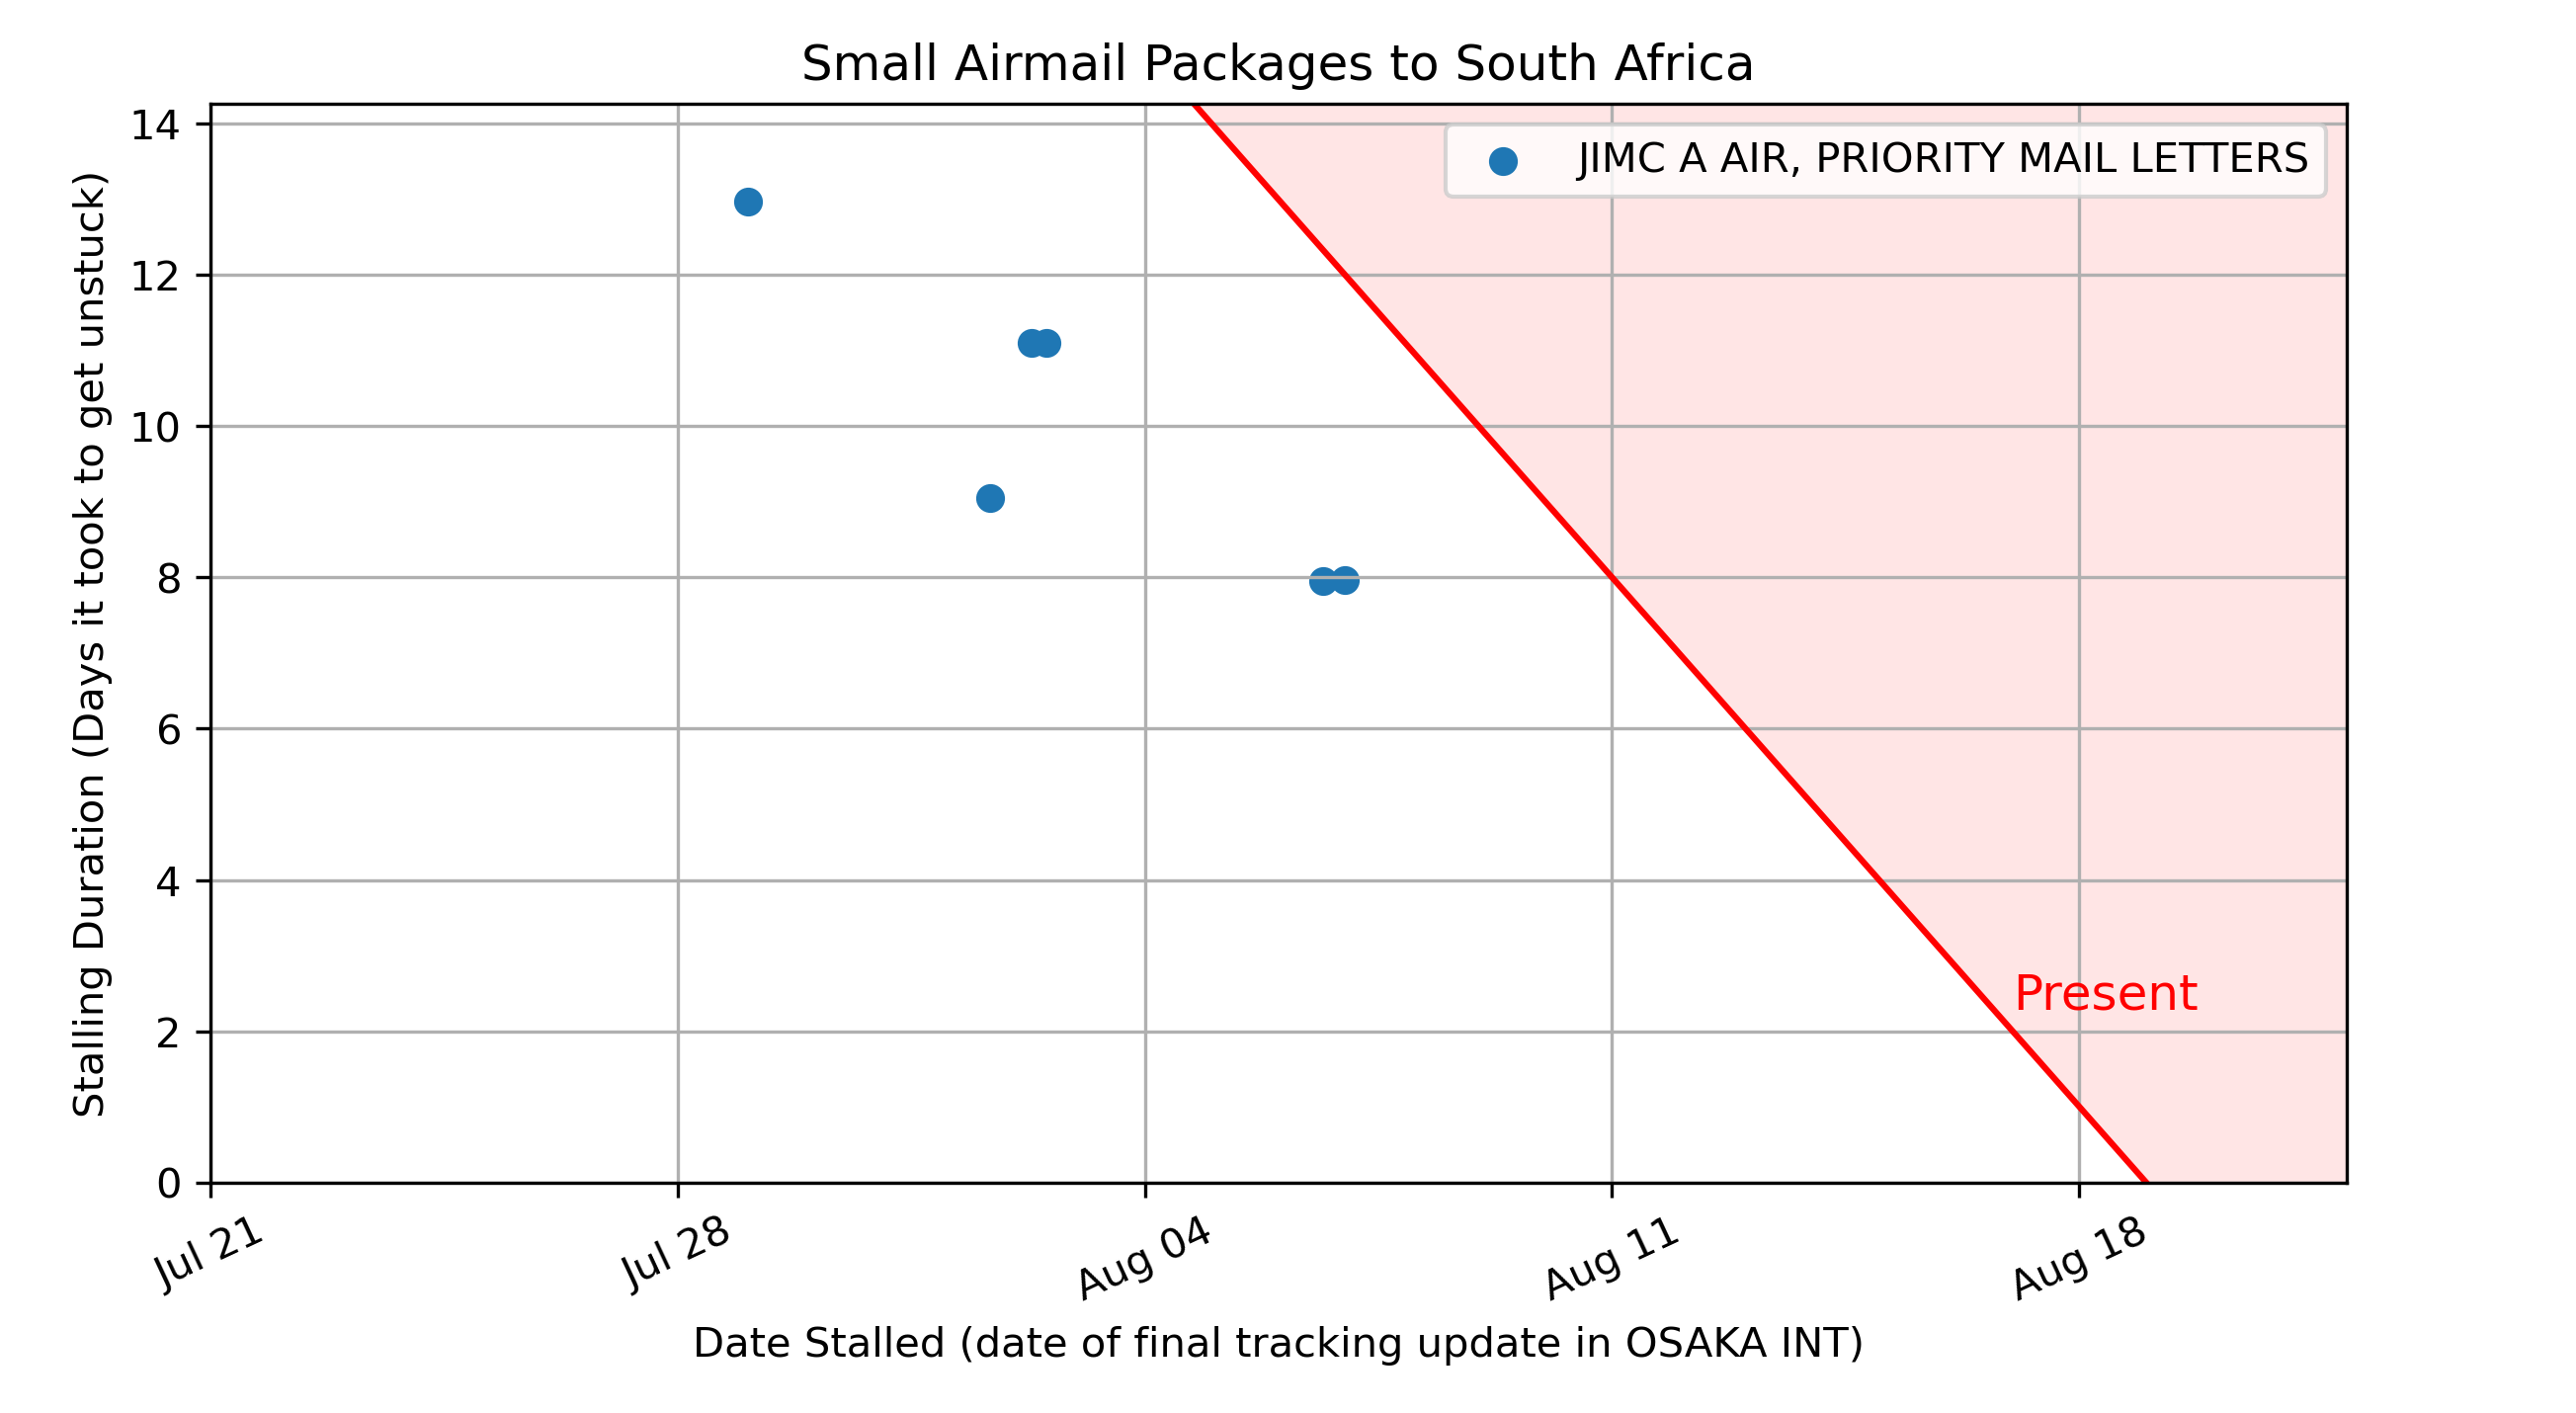 Small Airmail Packages to South Africa
JIMC A AIR, PRIORITY MAIL LETTERS
Stalling Duration (Days it took to get unstuck)
14
12
10
8
6
4
2
0
Present
Jul 21
Jul 28
Aug 04
Aug 11
Aug 18
Date Stalled (date of final tracking update in OSAKA INT)